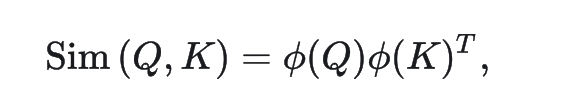 Sim (Q, K) = ϕ(Q)ϕ(K)ᵀ,